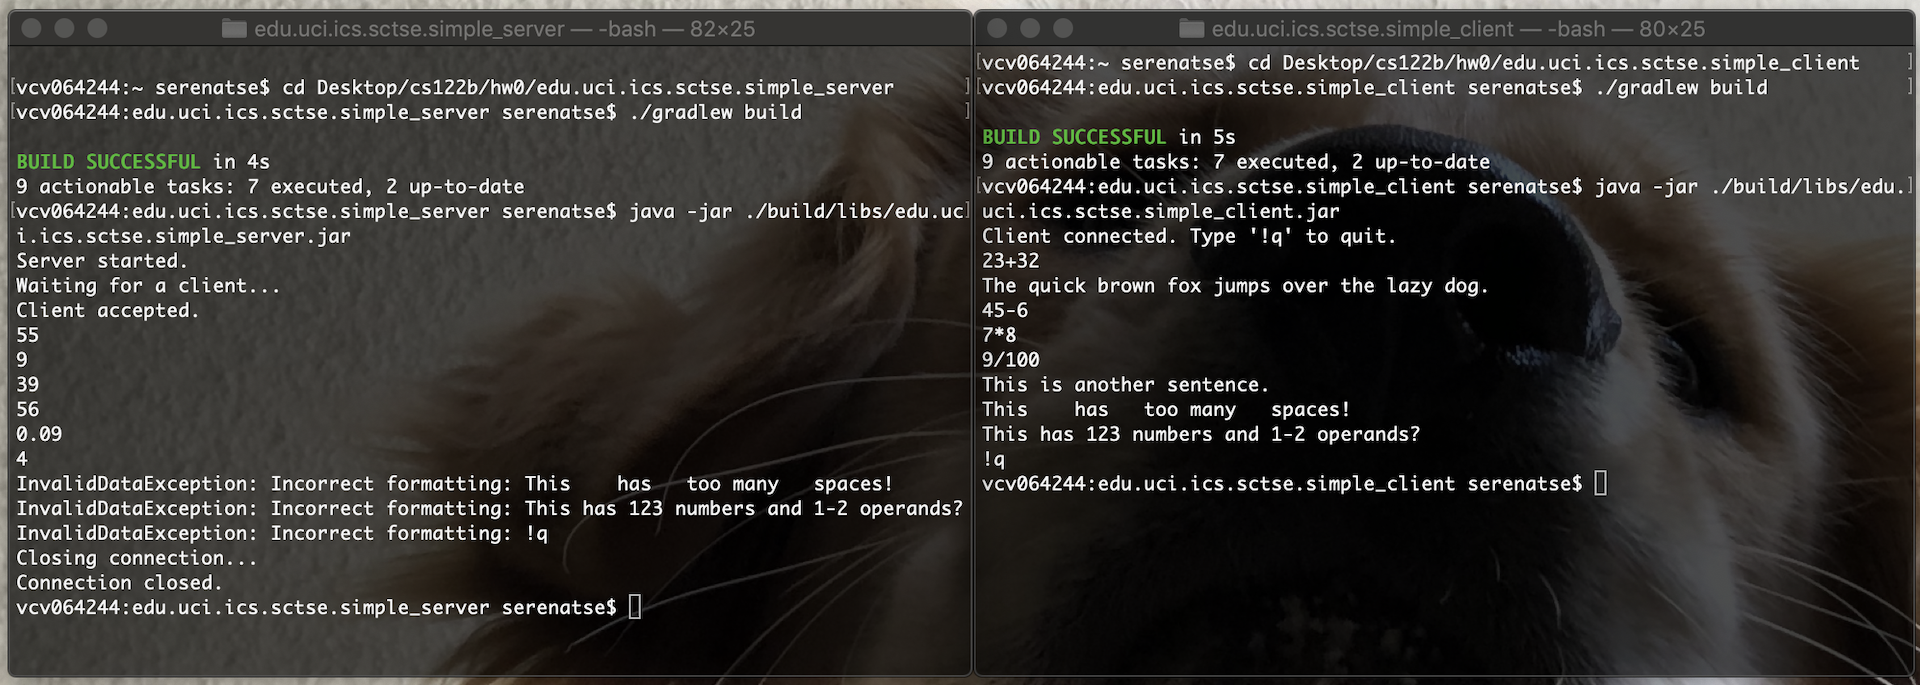 edu.uci.ics.sctse.simple_server — -bash — 82×25
[vcv064244:~ serenatse$ cd Desktop/cs122b/hw0/edu.uci.ics.sctse.simple_server ]
[vcv064244:edu.uci.ics.sctse.simple_server serenatse$ ./gradlew build ]
BUILD SUCCESSFUL in 4s
9 actionable tasks: 7 executed, 2 up-to-date
[vcv064244:edu.uci.ics.sctse.simple_server serenatse$ java -jar ./build/libs/edu.uc]
i.ics.sctse.simple_server.jar
Server started.
Waiting for a client...
Client accepted.
55
9
39
56
0.09
4
InvalidDataException: Incorrect formatting: This    has   too many   spaces!
InvalidDataException: Incorrect formatting: This has 123 numbers and 1-2 operands?
InvalidDataException: Incorrect formatting: !q
Closing connection...
Connection closed.
vcv064244:edu.uci.ics.sctse.simple_server serenatse$
edu.uci.ics.sctse.simple_client — -bash — 80×25
[vcv064244:~ serenatse$ cd Desktop/cs122b/hw0/edu.uci.ics.sctse.simple_client ]
[vcv064244:edu.uci.ics.sctse.simple_client serenatse$ ./gradlew build ]
BUILD SUCCESSFUL in 5s
9 actionable tasks: 7 executed, 2 up-to-date
[vcv064244:edu.uci.ics.sctse.simple_client serenatse$ java -jar ./build/libs/edu.]
uci.ics.sctse.simple_client.jar
Client connected. Type '!q' to quit.
23+32
The quick brown fox jumps over the lazy dog.
45-6
7*8
9/100
This is another sentence.
This    has   too many   spaces!
This has 123 numbers and 1-2 operands?
!q
vcv064244:edu.uci.ics.sctse.simple_client serenatse$